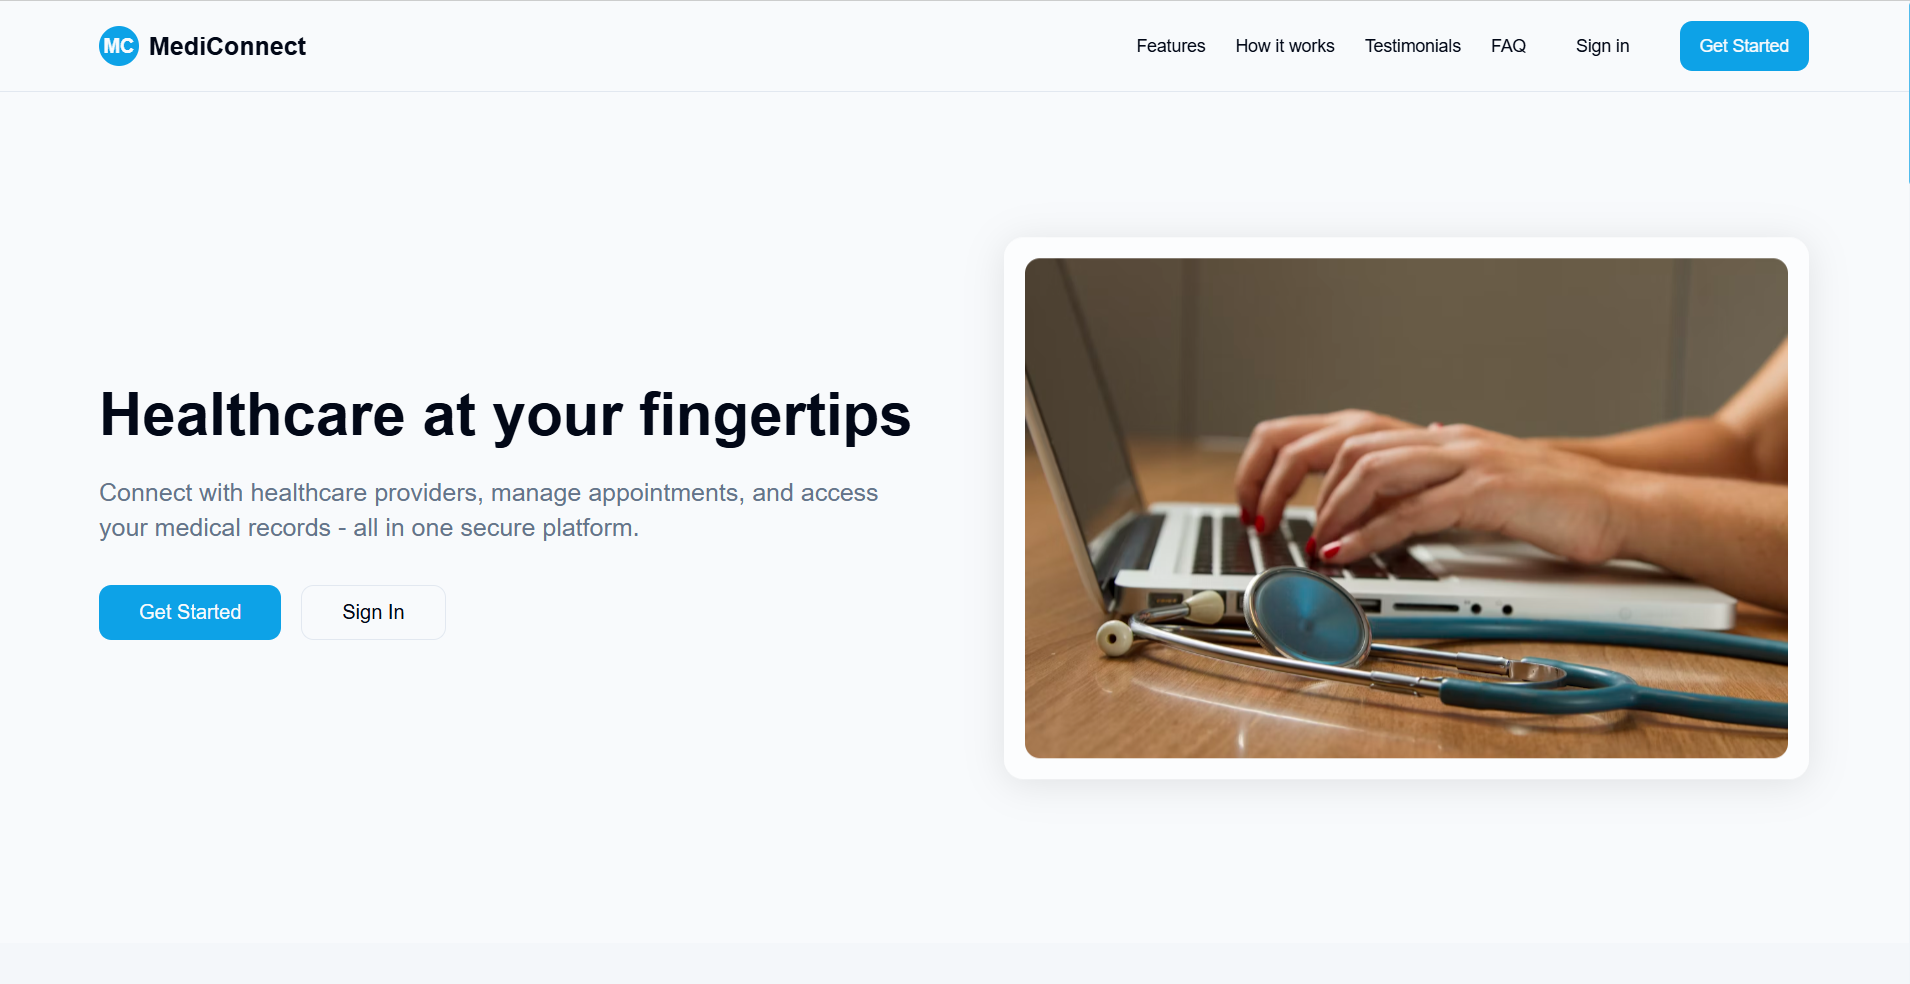 MC MediConnect
Features How it works Testimonials FAQ Sign in Get Started
Healthcare at your fingertips
Connect with healthcare providers, manage appointments, and access
your medical records - all in one secure platform.
Get Started Sign In